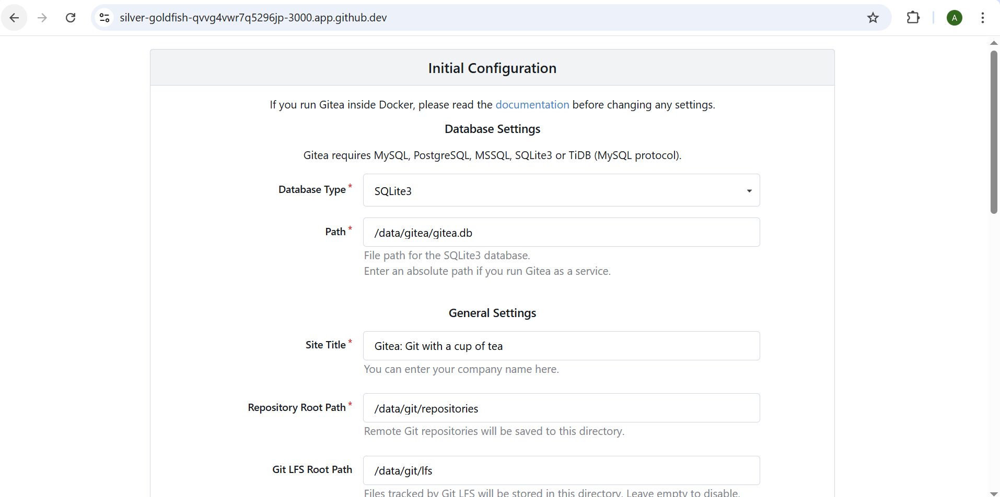 silver-goldfish-qvvg4vwr7q5296jp-3000.app.github.dev
A
Initial Configuration
If you run Gitea inside Docker, please read the documentation before changing any settings.
Database Settings
Gitea requires MySQL, PostgreSQL, MSSQL, SQLite3 or TiDB (MySQL protocol).
Database Type *
SQLite3
Path *
/data/gitea/gitea.db
File path for the SQLite3 database.
Enter an absolute path if you run Gitea as a service.
General Settings
Site Title *
Gitea: Git with a cup of tea
You can enter your company name here.
Repository Root Path *
/data/git/repositories
Remote Git repositories will be saved to this directory.
Git LFS Root Path
/data/git/lfs
Files tracked by Git LFS will be stored in this directory. Leave empty to disable.